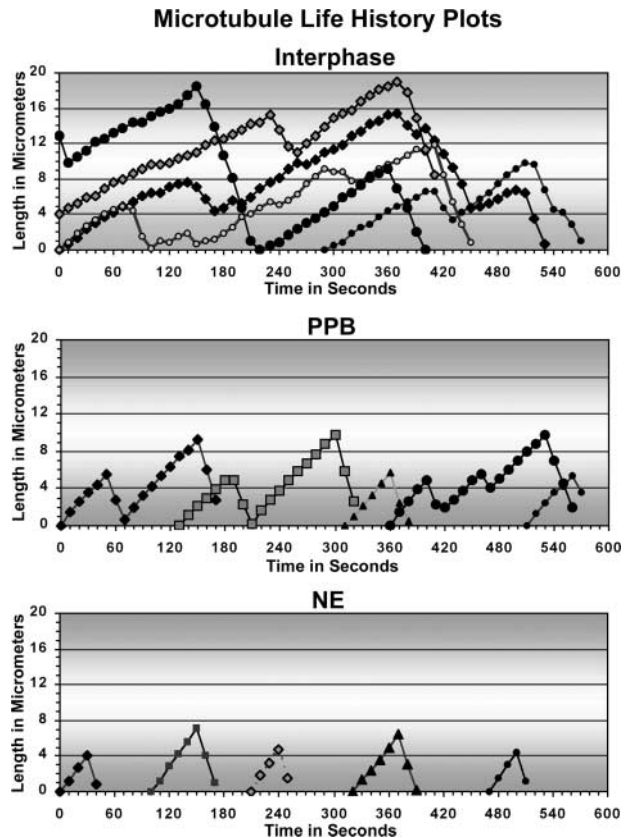 Microtubule Life History Plots
Interphase
Length in Micrometers
20
16
12
8
4
0
0 60 120 180 240 300 360 420 480 540 600
Time in Seconds
PPB
Length in Micrometers
20
16
12
8
4
0
0 60 120 180 240 300 360 420 480 540 600
Time in Seconds
NE
Length in Micrometers
20
16
12
8
4
0
0 60 120 180 240 300 360 420 480 540 600
Time in Seconds